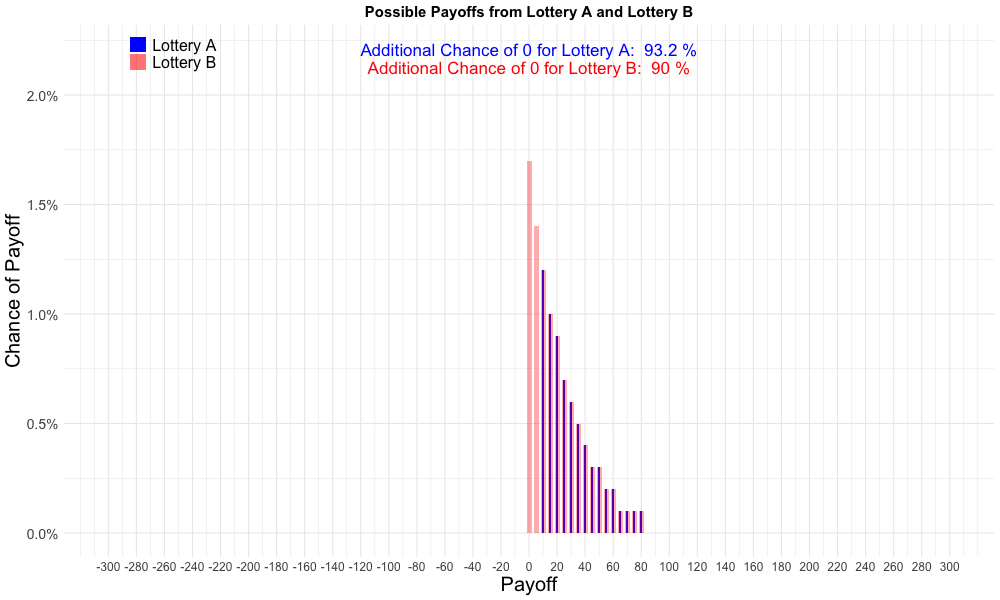 Possible Payoffs from Lottery A and Lottery B
Lottery A
Lottery B
Additional Chance of 0 for Lottery A:  93.2 %
Additional Chance of 0 for Lottery B:  90 %
2.0%
1.5%
1.0%
0.5%
0.0%
Chance of Payoff
-300 -280 -260 -240 -220 -200 -180 -160 -140 -120 -100 -80 -60 -40 -20 0 20 40 60 80 100 120 140 160 180 200 220 240 260 280 300
Payoff